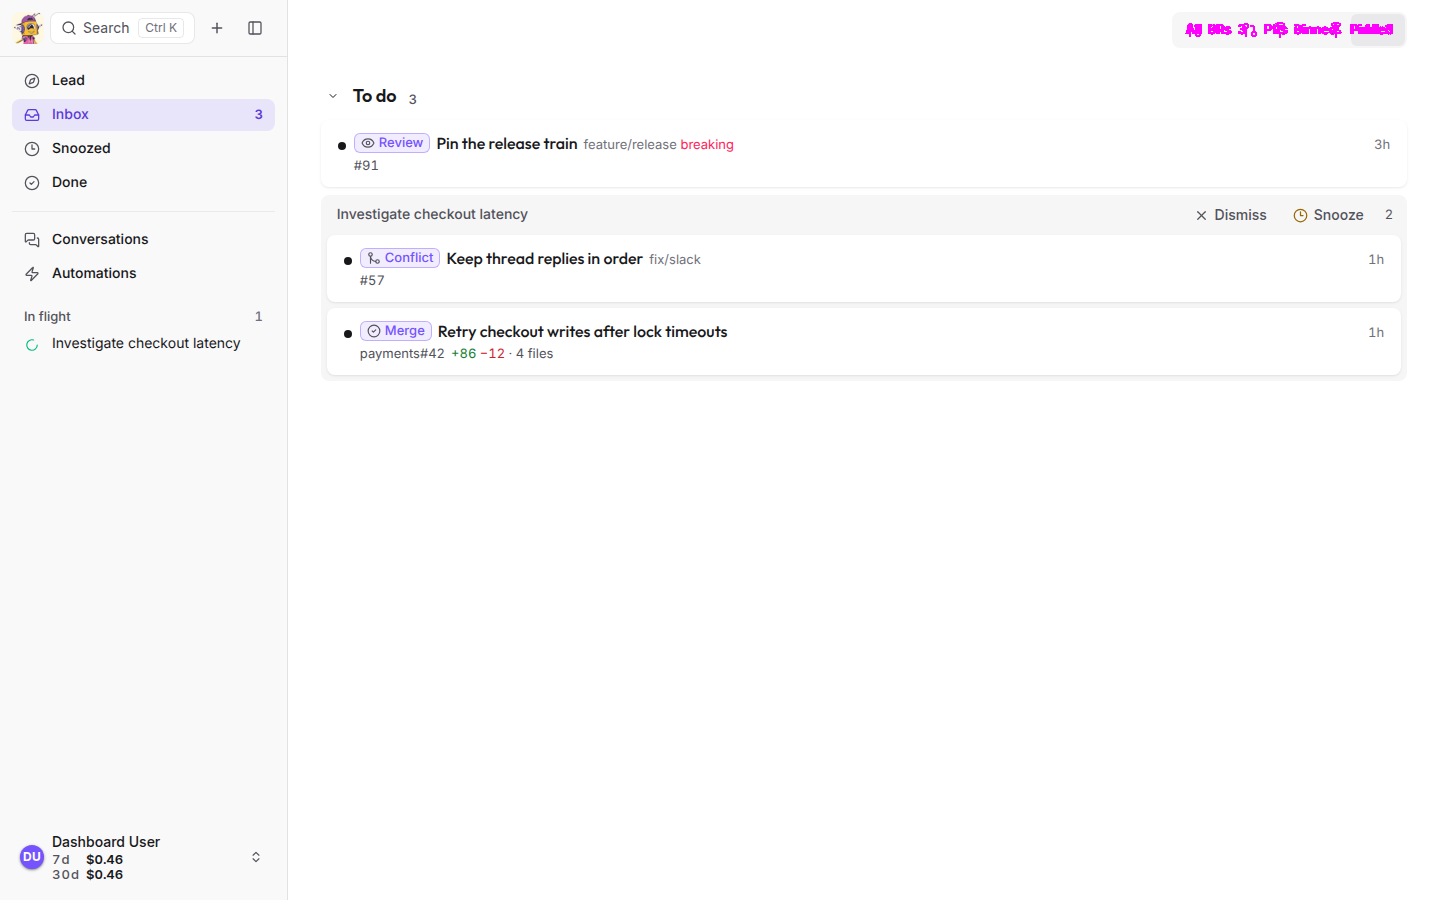 Search Ctrl K
Lead
Inbox 3
Snoozed
Done
Conversations
Automations
In flight 1
Investigate checkout latency
Dashboard User
DU
7d $0.46
30d $0.46
To do 3
Review Pin the release train feature/release breaking 3h
#91
Investigate checkout latency Dismiss Snooze 2
Conflict Keep thread replies in order fix/slack 1h
#57
Merge Retry checkout writes after lock timeouts 1h
payments#42 +86 −12 · 4 files